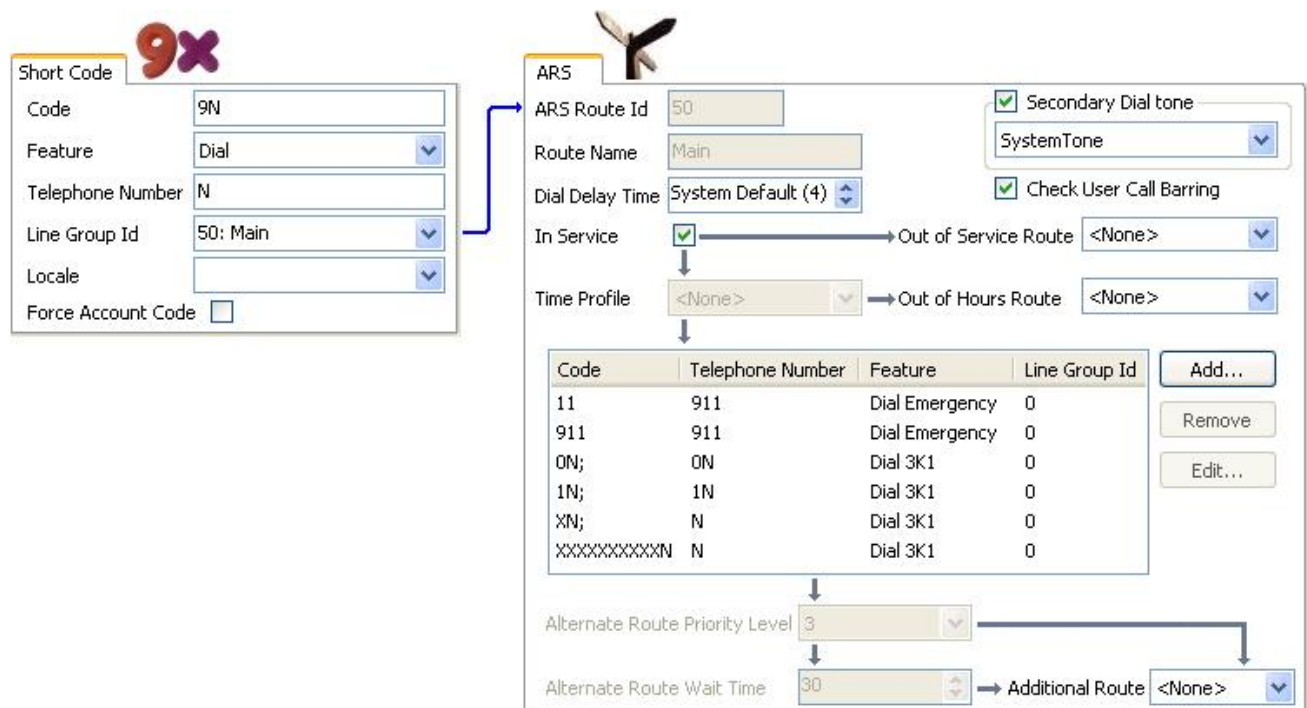 9x
Short Code
Code 9N
Feature Dial
Telephone Number N
Line Group Id 50: Main
Locale
Force Account Code
ARS
ARS Route Id 50
Secondary Dial tone
SystemTone
Route Name Main
Dial Delay Time System Default (4)
Check User Call Barring
In Service Out of Service Route <None>
Time Profile <None> Out of Hours Route <None>
Code Telephone Number Feature Line Group Id
11 911 Dial Emergency 0
911 911 Dial Emergency 0
0N; 0N Dial 3K1 0
1N; 1N Dial 3K1 0
XN; N Dial 3K1 0
XXXXXXXXXXN N Dial 3K1 0
Add...
Remove
Edit...
Alternate Route Priority Level 3
Alternate Route Wait Time 30 Additional Route <None>